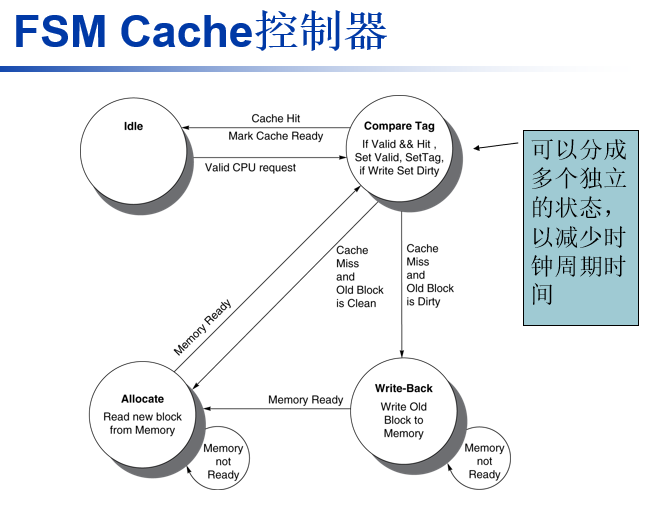 FSM Cache控制器
Idle
Cache Hit
Mark Cache Ready
Valid CPU request
Compare Tag
If Valid && Hit ,
Set Valid, SetTag,
if Write Set Dirty
可以分成
多个独立
的状态，
以减少时
钟周期时
间
Cache
Miss
and
Old Block
is Clean
Cache
Miss
and
Old Block
is Dirty
Memory Ready
Allocate
Read new block
from Memory
Memory Ready
Write-Back
Write Old
Block to
Memory
Memory
not
Ready
Memory
not
Ready